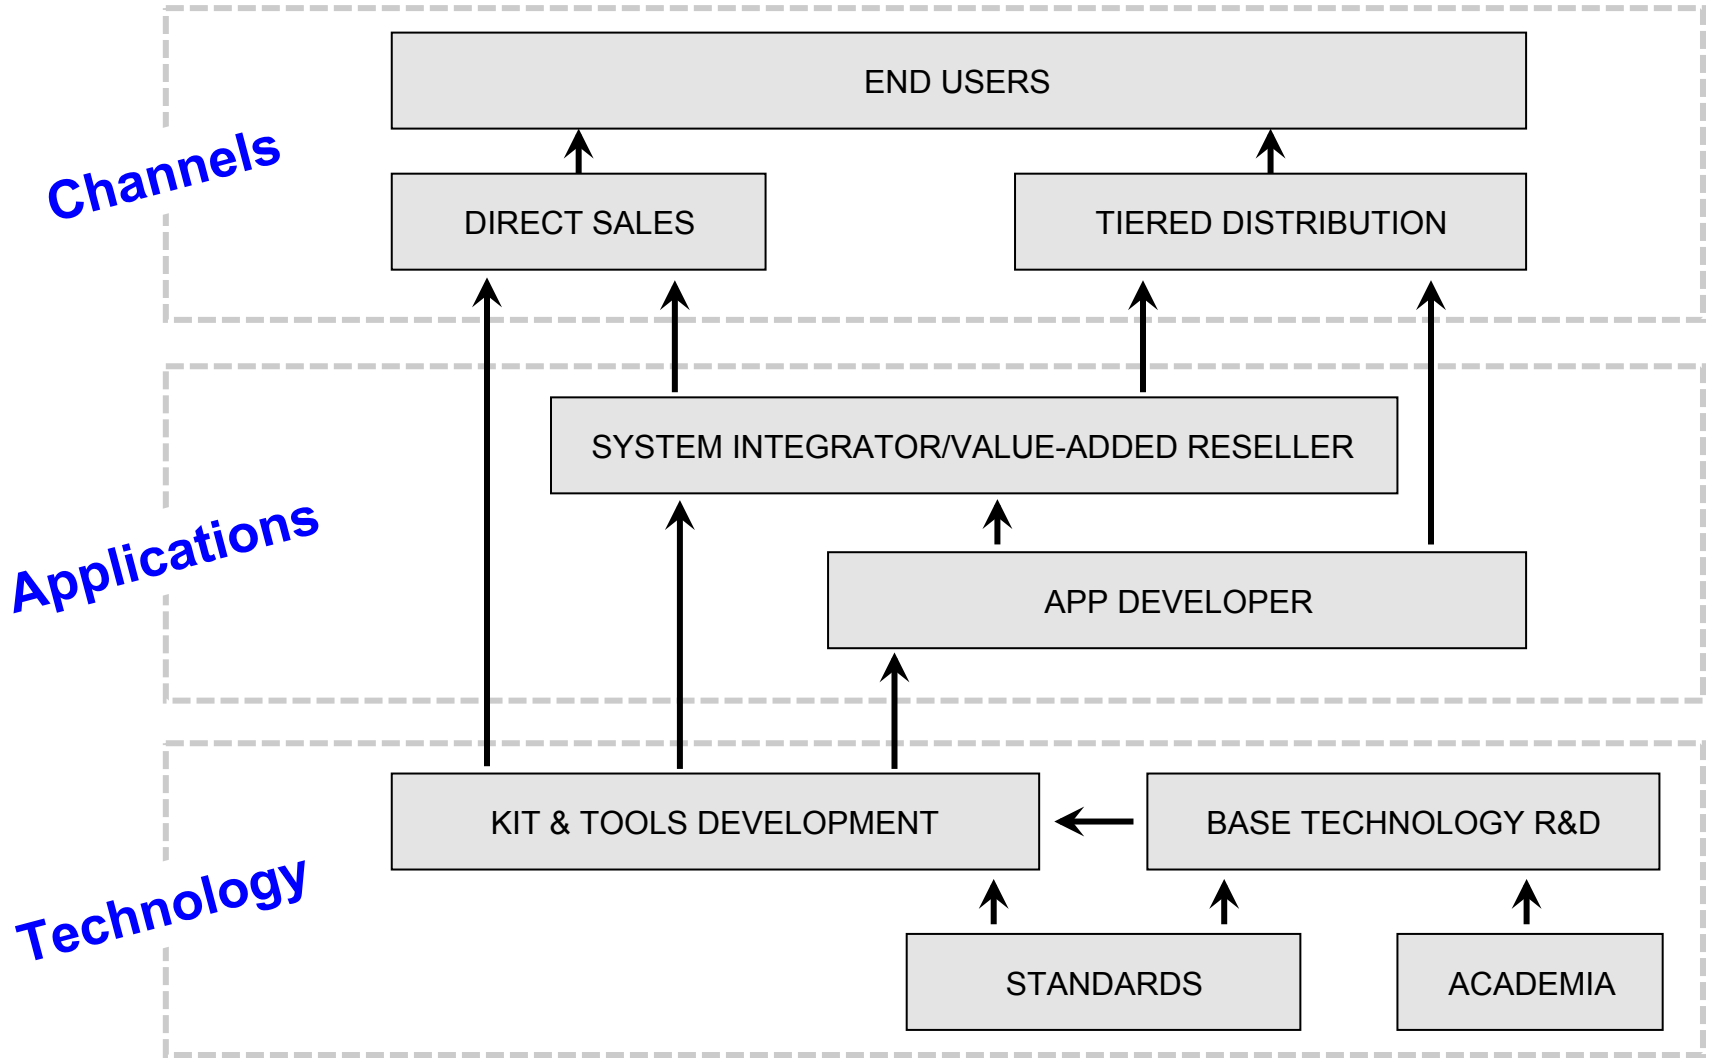 END USERS
Channels
DIRECT SALES
TIERED DISTRIBUTION
SYSTEM INTEGRATOR/VALUE-ADDED RESELLER
Applications
APP DEVELOPER
KIT & TOOLS DEVELOPMENT
BASE TECHNOLOGY R&D
Technology
STANDARDS
ACADEMIA